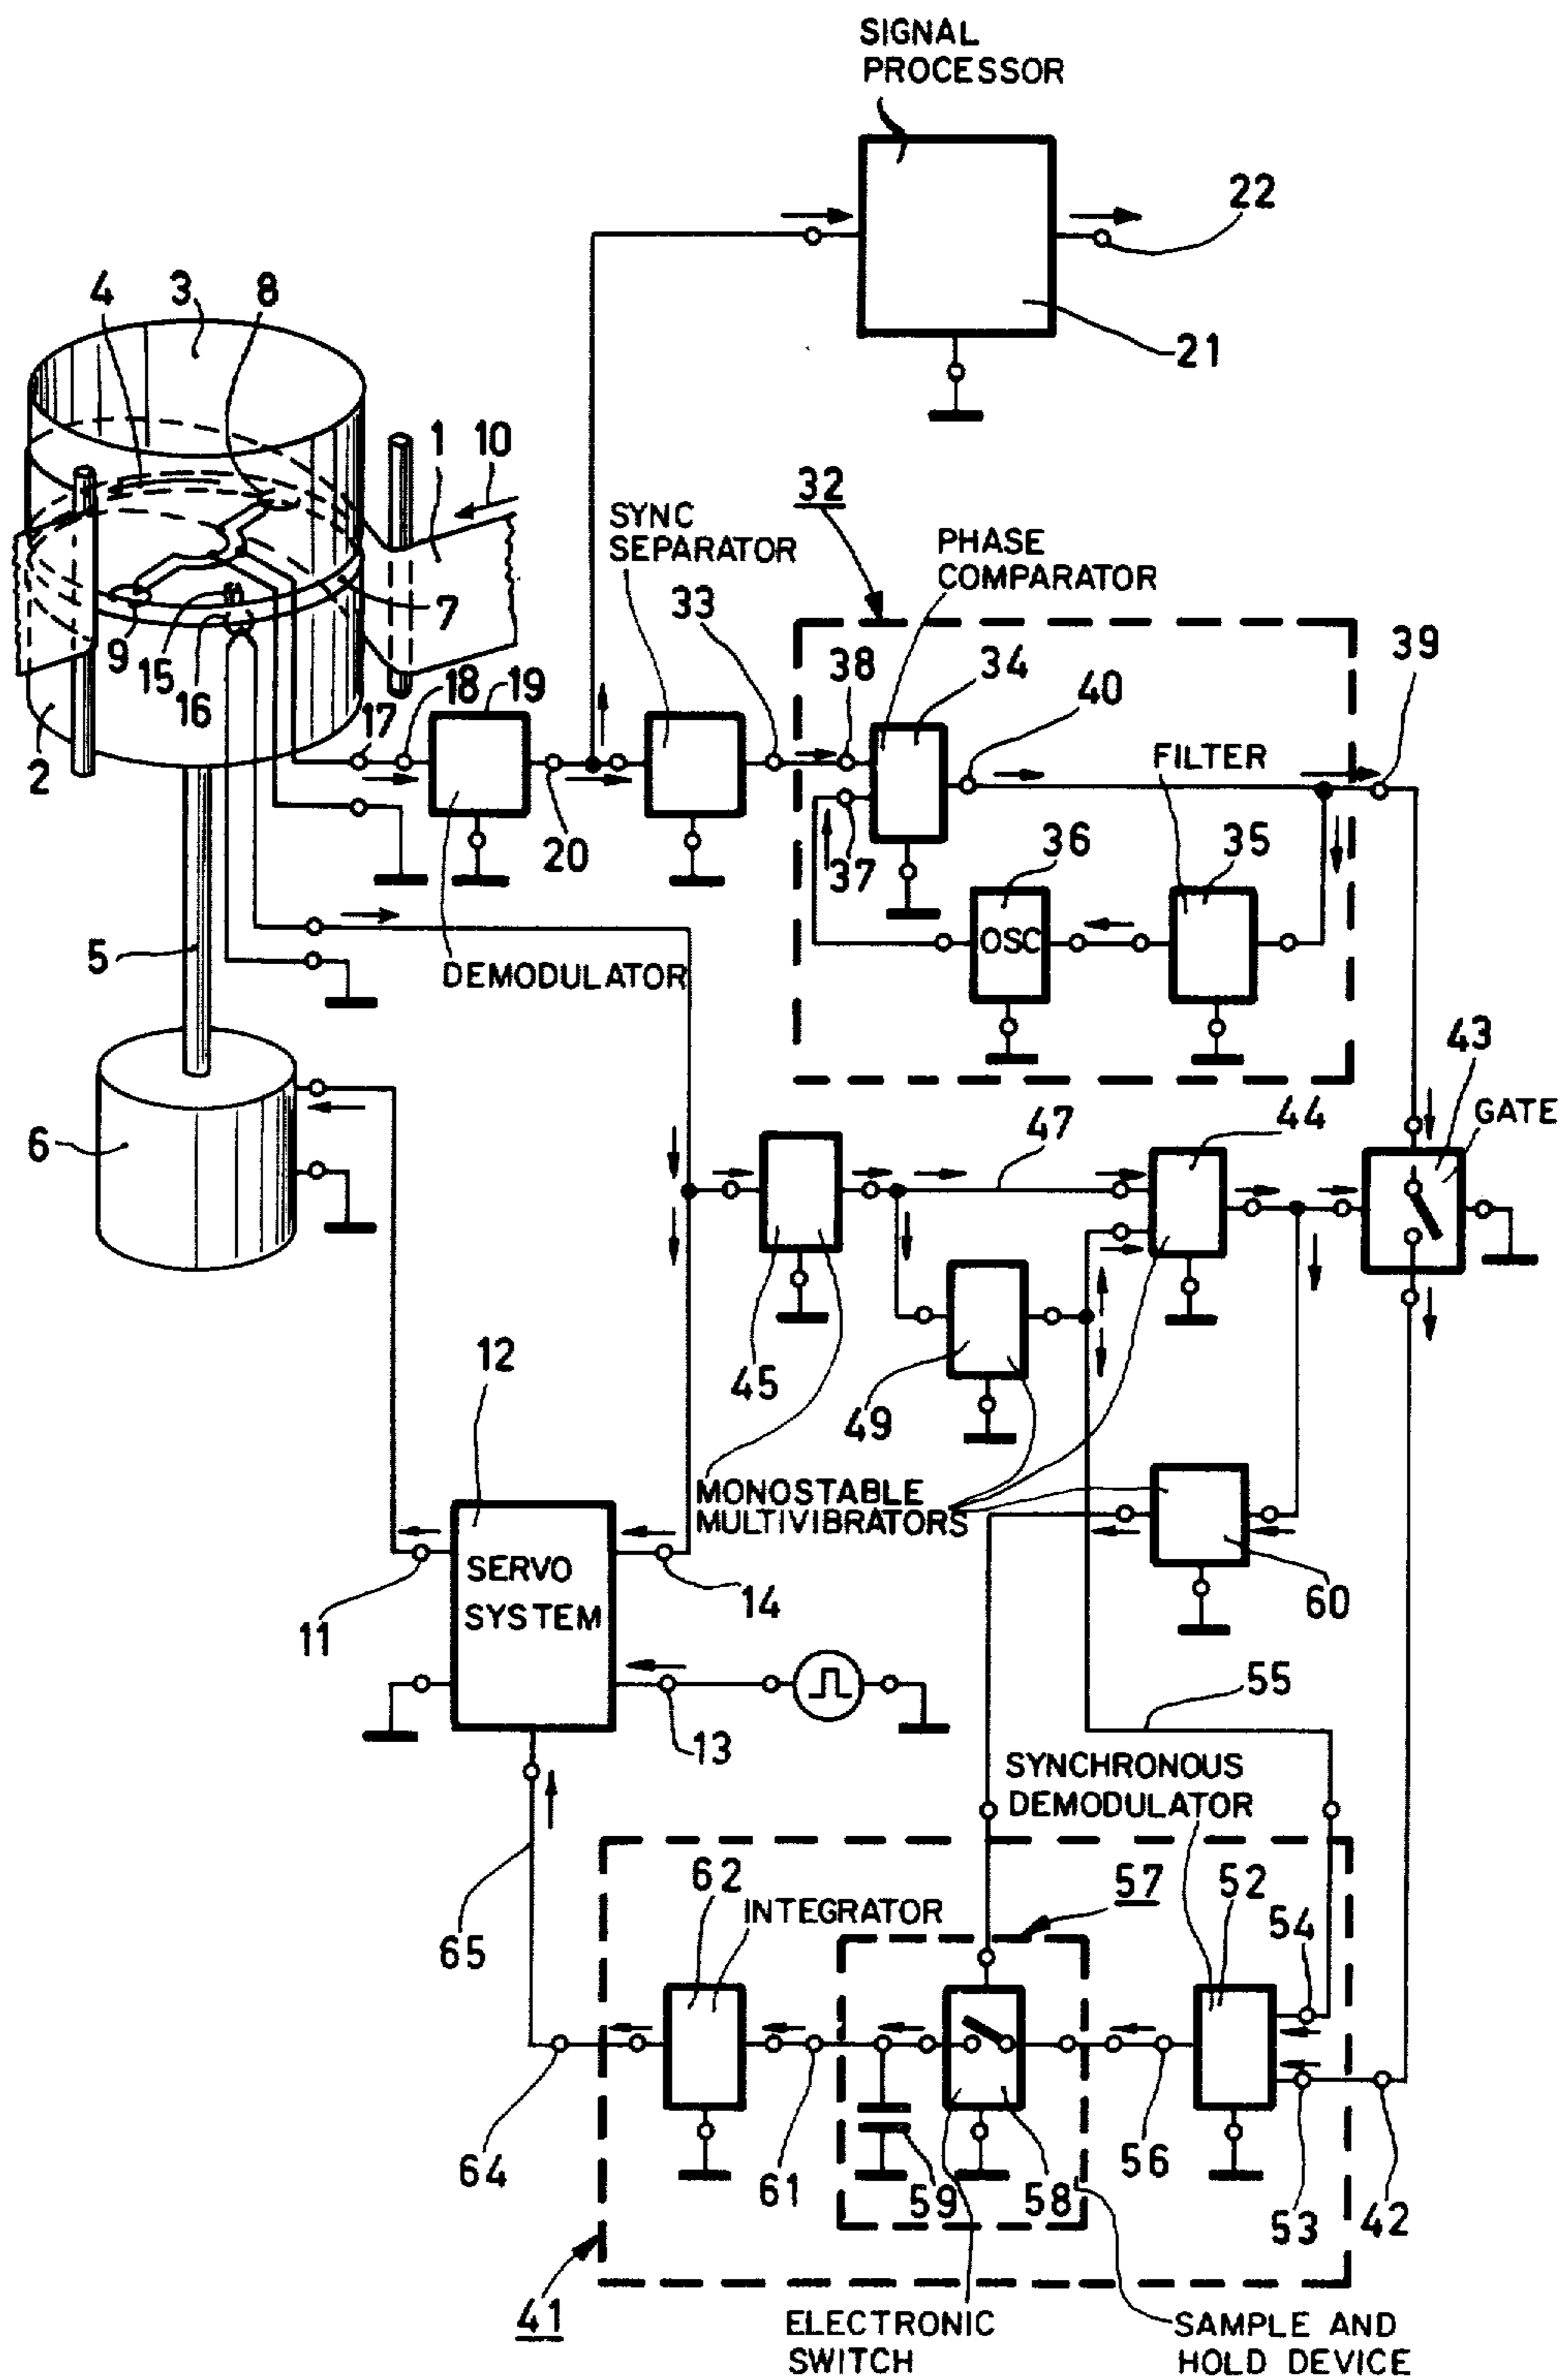 SIGNAL
PROCESSOR
22
21
4 3 8
1 10
32
SYNC
SEPARATOR
PHASE
COMPARATOR
33
7
9 15 16
38 34 40 39
2
17 18 19
FILTER
20
37 36 35
OSC
5
DEMODULATOR
43
GATE
6
47 44
45
12
49
MONOSTABLE
MULTIVIBRATORS
SERVO
SYSTEM
11
14
60
13
55
SYNCHRONOUS
DEMODULATOR
62
INTEGRATOR
57 52
54
65
64
61
59
58
56
53
42
41
ELECTRONIC
SWITCH
SAMPLE AND
HOLD DEVICE